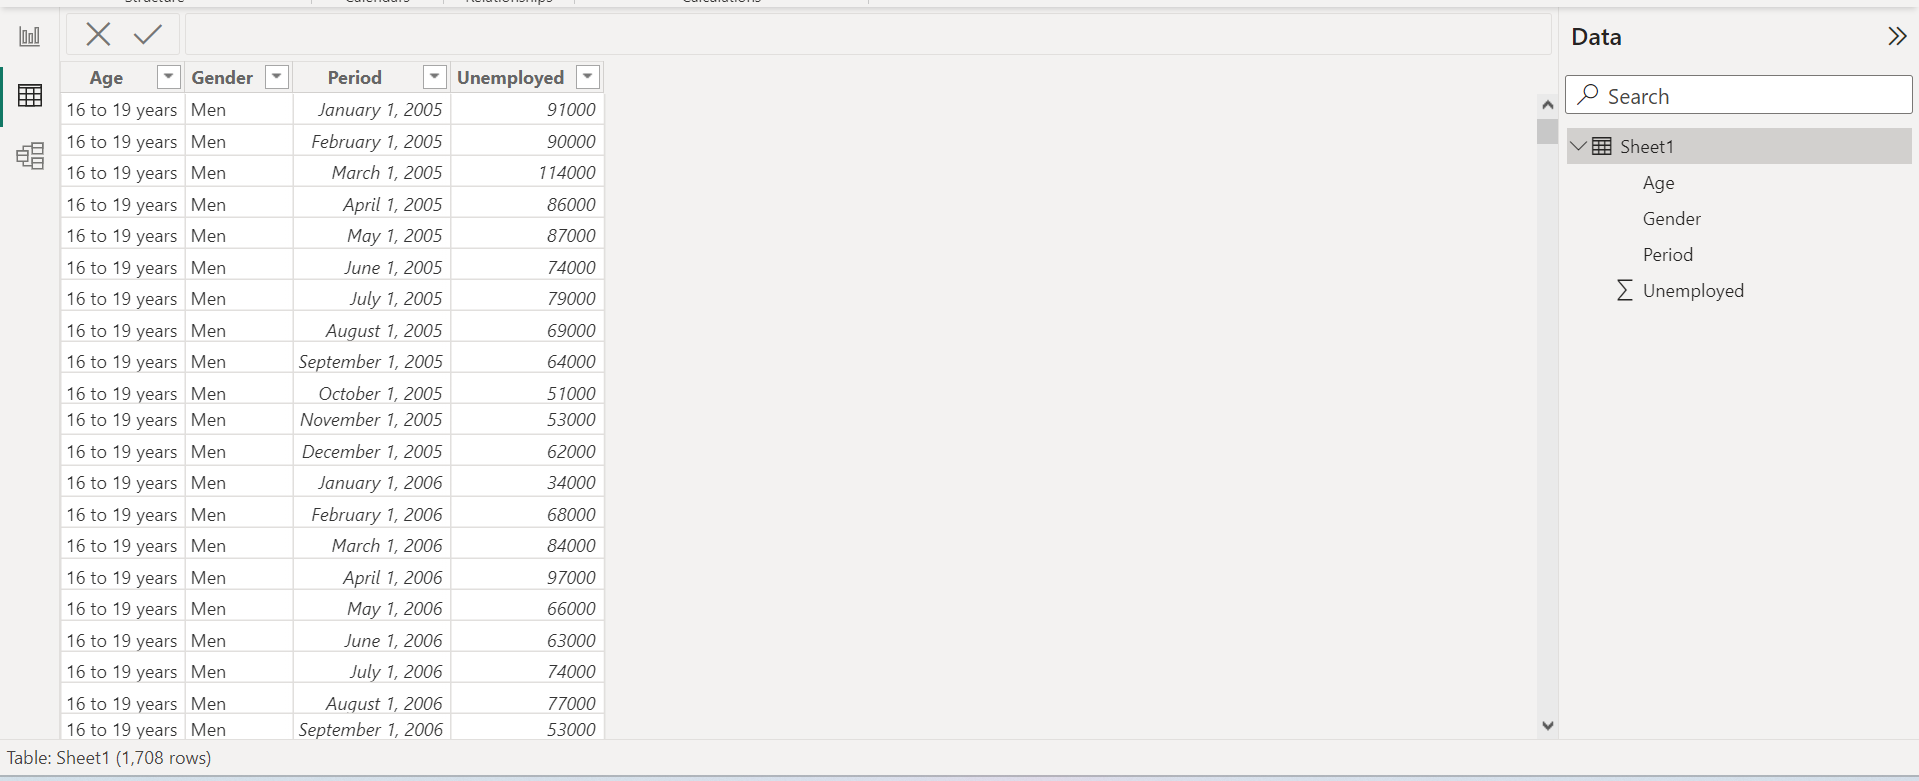 Structure Calendars Relationships Calculations
Data
Age Gender Period Unemployed
Search
16 to 19 years Men January 1, 2005 91000
16 to 19 years Men February 1, 2005 90000
16 to 19 years Men March 1, 2005 114000
16 to 19 years Men April 1, 2005 86000
16 to 19 years Men May 1, 2005 87000
16 to 19 years Men June 1, 2005 74000
16 to 19 years Men July 1, 2005 79000
16 to 19 years Men August 1, 2005 69000
16 to 19 years Men September 1, 2005 64000
16 to 19 years Men October 1, 2005 51000
16 to 19 years Men November 1, 2005 53000
16 to 19 years Men December 1, 2005 62000
16 to 19 years Men January 1, 2006 34000
16 to 19 years Men February 1, 2006 68000
16 to 19 years Men March 1, 2006 84000
16 to 19 years Men April 1, 2006 97000
16 to 19 years Men May 1, 2006 66000
16 to 19 years Men June 1, 2006 63000
16 to 19 years Men July 1, 2006 74000
16 to 19 years Men August 1, 2006 77000
16 to 19 years Men September 1, 2006 53000
Sheet1
Age
Gender
Period
∑ Unemployed
Table: Sheet1 (1,708 rows)